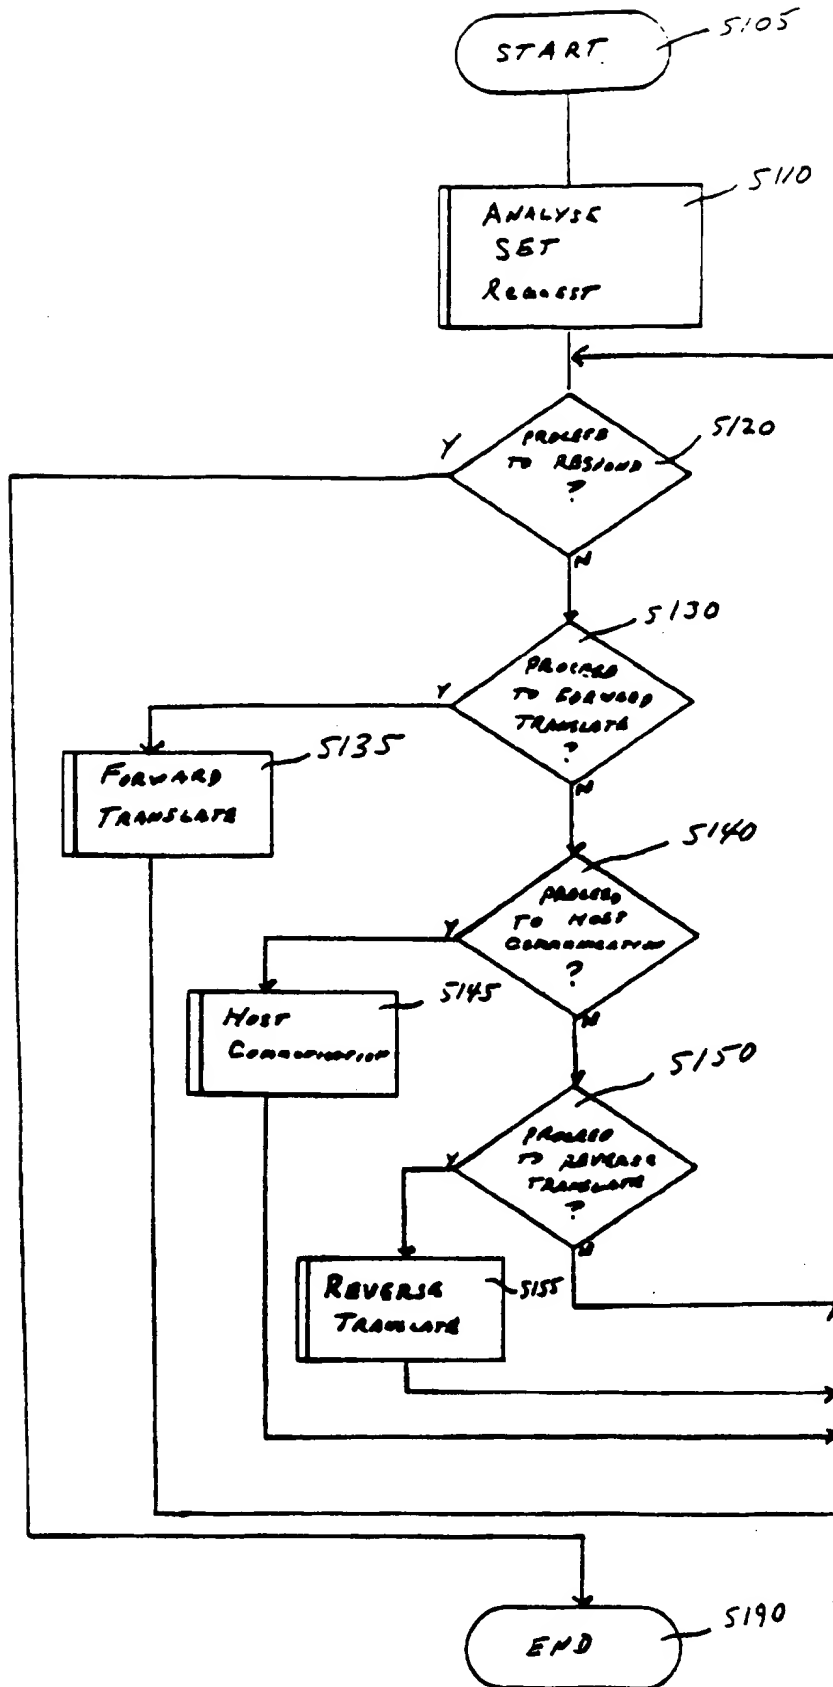 START
5105
5110
ANALYSE
SET
REQUEST
5120
Y
PROCEED
TO RESPOND
?
N
5130
Y
PROCEED
TO FORWARD
TRANSLATE
?
N
5135
FORWARD
TRANSLATE
5140
Y
PROCEED
TO HOST
COMMUNICATION
?
N
5145
HOST
COMMUNICATION
5150
Y
PROCEED
TO REVERSE
TRANSLATE
?
N
5155
REVERSE
TRANSLATE
5190
END